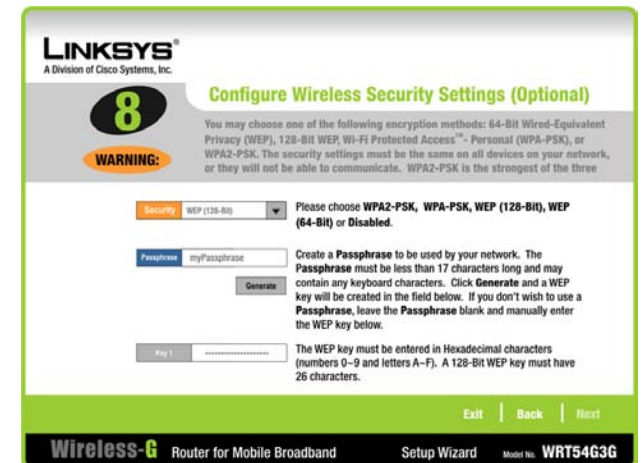 LINKSYS®
A Division of Cisco Systems, Inc.
8
Configure Wireless Security Settings (Optional)
WARNING:
You may choose one of the following encryption methods: 64-Bit Wired-Equivalent
Privacy (WEP), 128-Bit WEP, Wi-Fi Protected Access™- Personal (WPA-PSK), or
WPA2-PSK. The security settings must be the same on all devices on your network,
or they will not be able to communicate. WPA2-PSK is the strongest of the three
Security WEP (128-Bit)
Please choose WPA2-PSK, WPA-PSK, WEP (128-Bit), WEP
(64-Bit) or Disabled.
Passphrase myPassphrase
Generate
Create a Passphrase to be used by your network. The
Passphrase must be less than 17 characters long and may
contain any keyboard characters. Click Generate and a WEP
key will be created in the field below. If you don't wish to use a
Passphrase, leave the Passphrase blank and manually enter
the WEP key below.
Key 1 -------------------
The WEP key must be entered in Hexadecimal characters
(numbers 0~9 and letters A~F). A 128-Bit WEP key must have
26 characters.
Exit | Back | Next
Wireless-G Router for Mobile Broadband Setup Wizard Model No. WRT54G3G